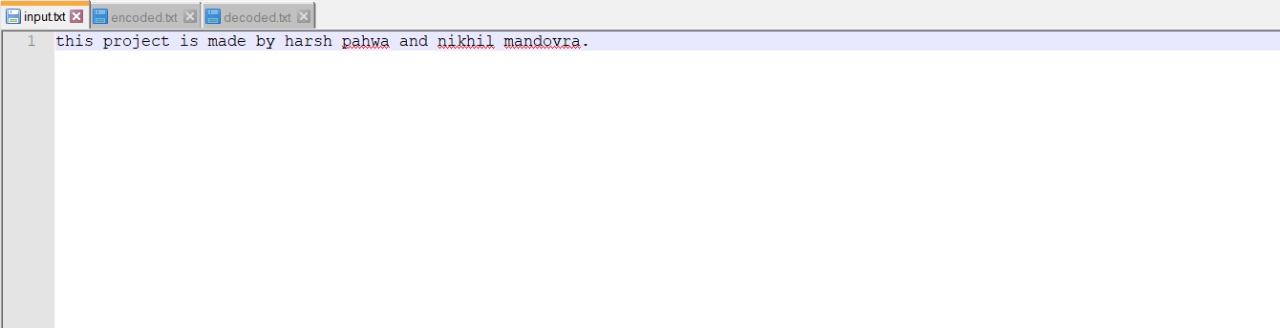 input.txt encoded.txt decoded.txt
1 this project is made by harsh pahwa and nikhil mandovra.